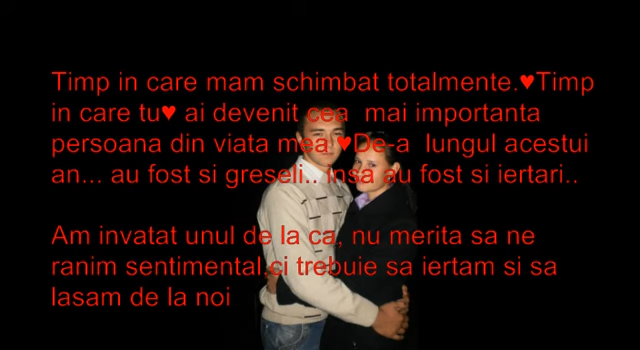 Timp in care mam schimbat totalmente.♥Timp
in care tu♥ ai devenit cea mai importanta
persoana din viata mea ♥De-a lungul acestui
an... au fost si greseli.. insa au fost si iertari..
Am invatat unul de la ca, nu merita sa ne
ranim sentimental,ci trebuie sa iertam si sa
lasam de la noi